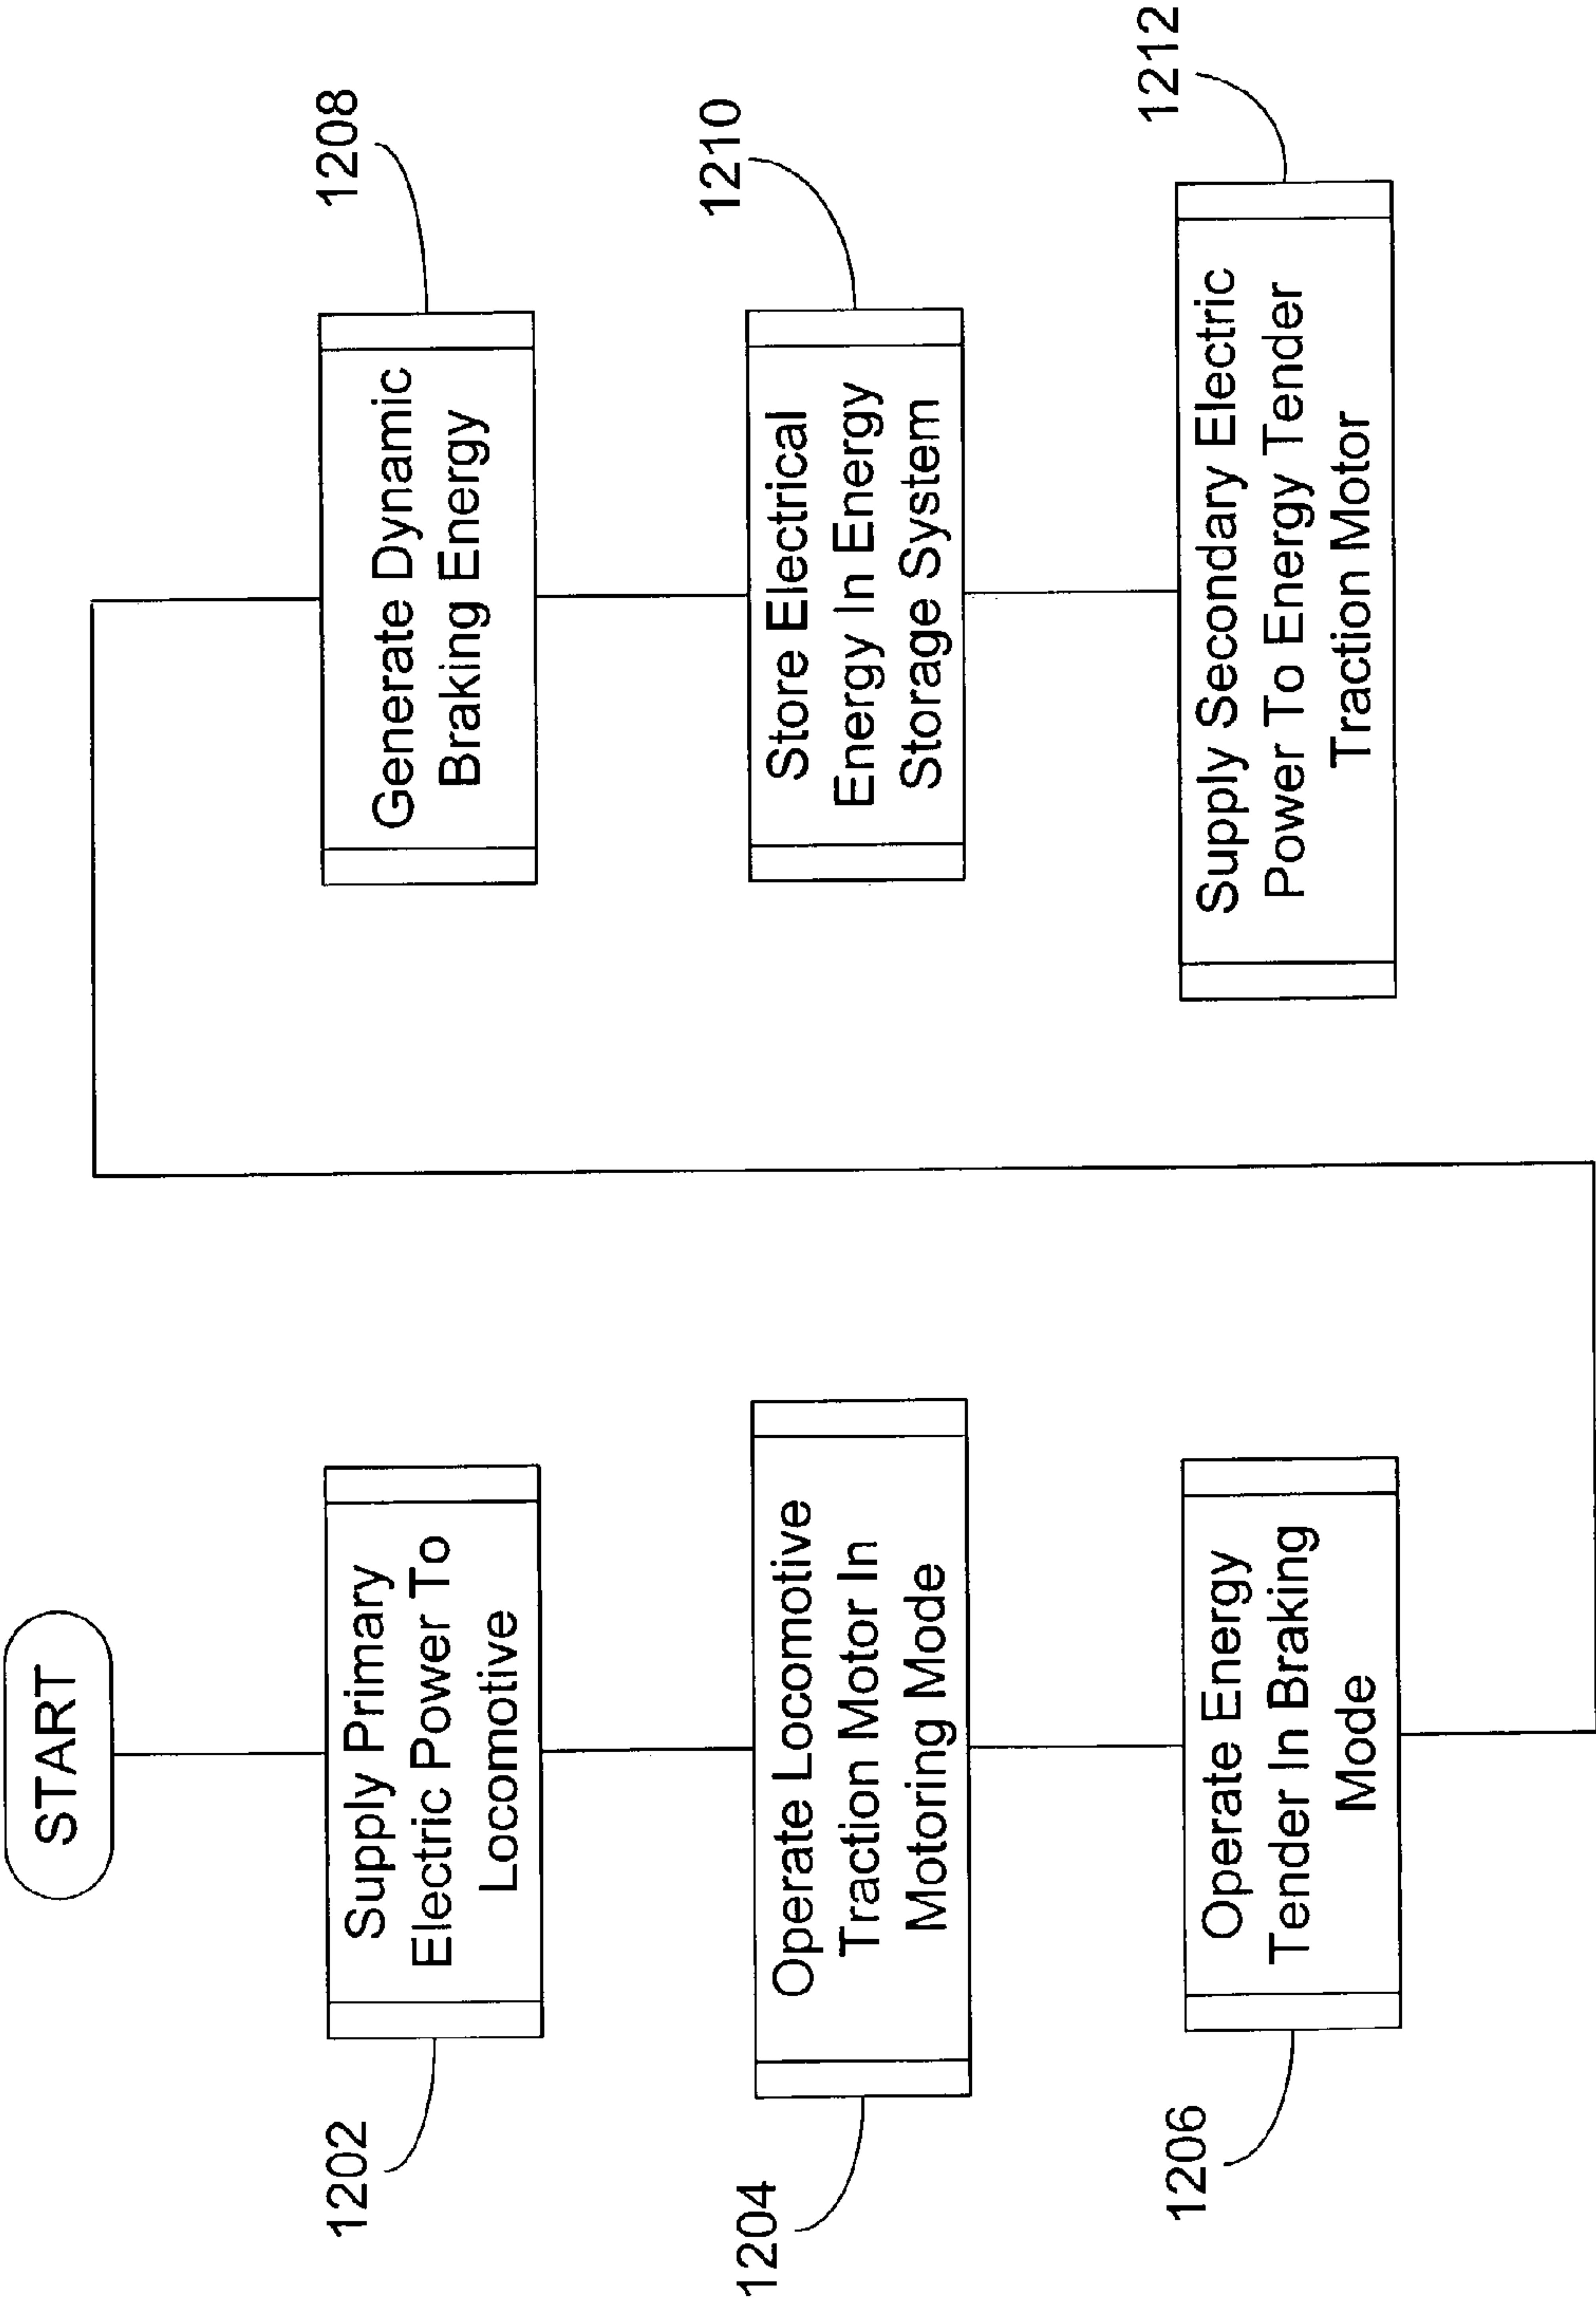 START
1202
Supply Primary
Electric Power To
Locomotive
1204
Operate Locomotive
Traction Motor In
Motoring Mode
1206
Operate Energy
Tender In Braking
Mode
1208
Generate Dynamic
Braking Energy
1210
Store Electrical
Energy In Energy
Storage System
1212
Supply Secondary Electric
Power To Energy Tender
Traction Motor